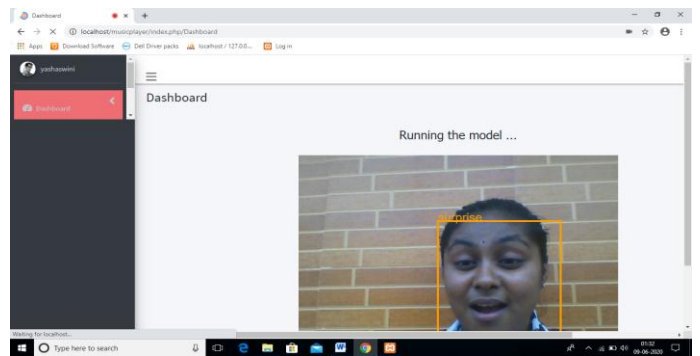 Dashboard
localhost/musicplayer/index.php/Dashboard
Apps Download Software Dell Driver packs localhost / 127.0.0... Log in
yashaswini
Dashboard
Dashboard
Running the model ...
surprise
Waiting for localhost...
Type here to search
01:32
09-06-2020